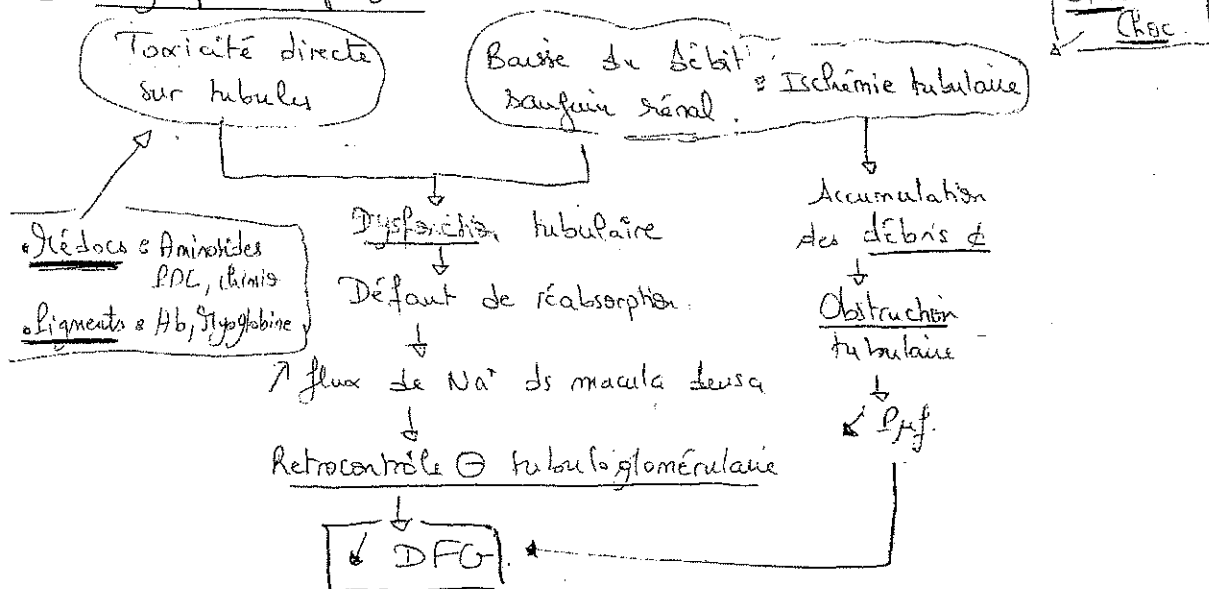 Choc.
Toxicité directe
sur tubules
Baisse du débit
sanguin rénal : Ischémie tubulaire
• Médocs : Aminosides
PDC, chimio
• Pigments : Hb, Myoglobine
Dysfonction tubulaire
↓
Défaut de réabsorption.
↓
↗ flux de Na⁺ ds macula densa
↓
Retrocontrôle ⊖ tubuloglomérulaire
↓
↙ DFG
Accumulation
des débris ¢
↓
Obstruction
tubulaire
↓
↙ Pµf.